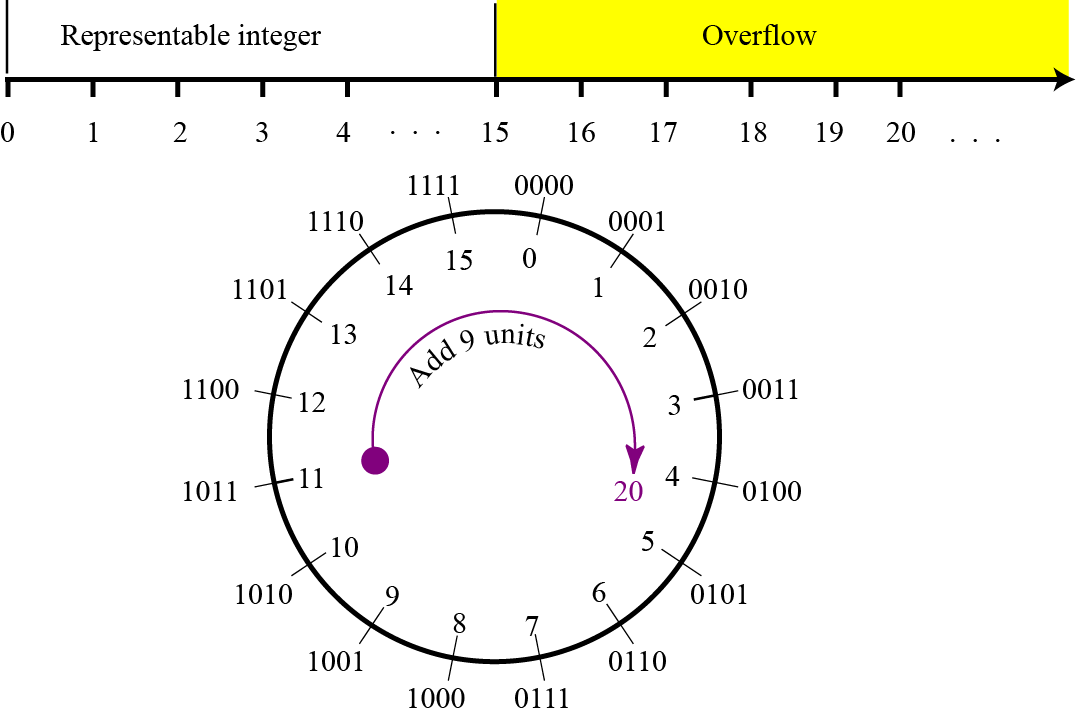 Representable integer Overflow
0 1 2 3 4 . . . 15 16 17 18 19 20 . . .
1111 0000
1110 0001
15 0
14 1
1101 0010
13 2
Add 9 units
1100 0011
12 3
11 4
1011 20 0100
10 5
1010 9 6 0101
8 7
1001 0110
1000 0111